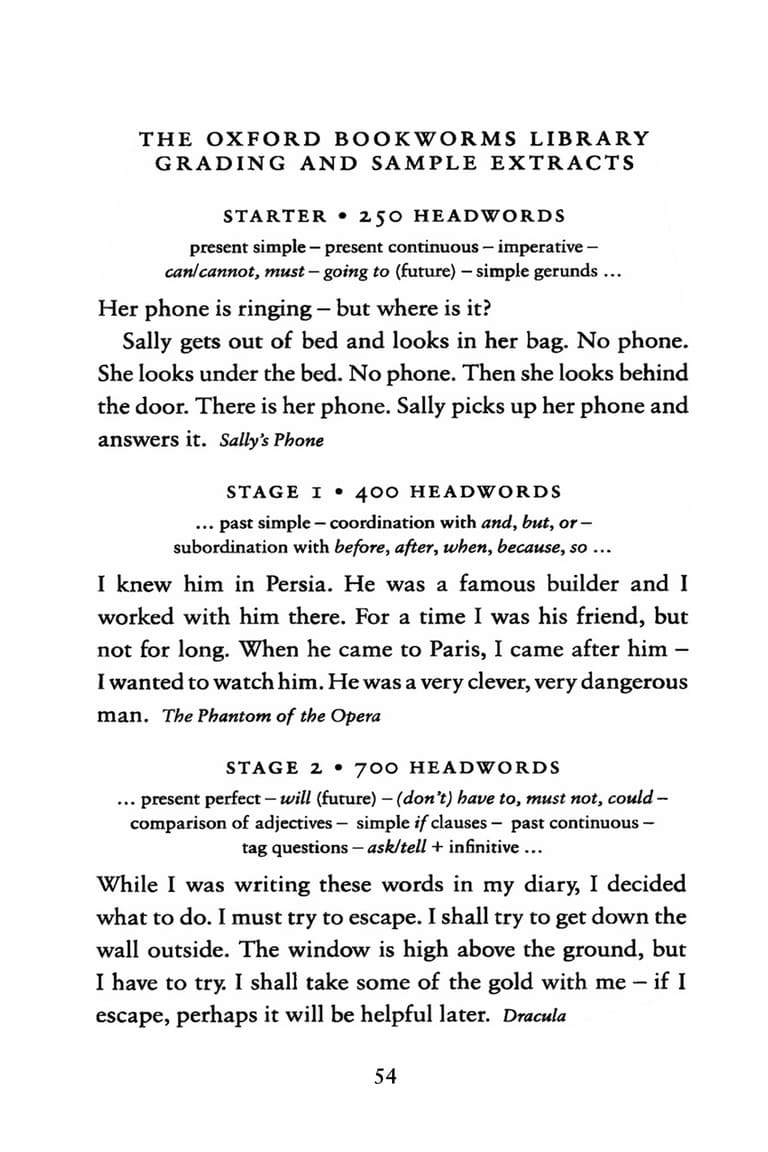 THE OXFORD BOOKWORMS LIBRARY
GRADING AND SAMPLE EXTRACTS
STARTER • 250 HEADWORDS
present simple – present continuous – imperative –
can/cannot, must – going to (future) – simple gerunds ...
Her phone is ringing – but where is it?
Sally gets out of bed and looks in her bag. No phone.
She looks under the bed. No phone. Then she looks behind
the door. There is her phone. Sally picks up her phone and
answers it. Sally's Phone
STAGE 1 • 400 HEADWORDS
... past simple – coordination with and, but, or –
subordination with before, after, when, because, so ...
I knew him in Persia. He was a famous builder and I
worked with him there. For a time I was his friend, but
not for long. When he came to Paris, I came after him –
I wanted to watch him. He was a very clever, very dangerous
man. The Phantom of the Opera
STAGE 2 • 700 HEADWORDS
... present perfect – will (future) – (don't) have to, must not, could –
comparison of adjectives – simple if clauses – past continuous –
tag questions – ask/tell + infinitive ...
While I was writing these words in my diary, I decided
what to do. I must try to escape. I shall try to get down the
wall outside. The window is high above the ground, but
I have to try. I shall take some of the gold with me – if I
escape, perhaps it will be helpful later. Dracula
54